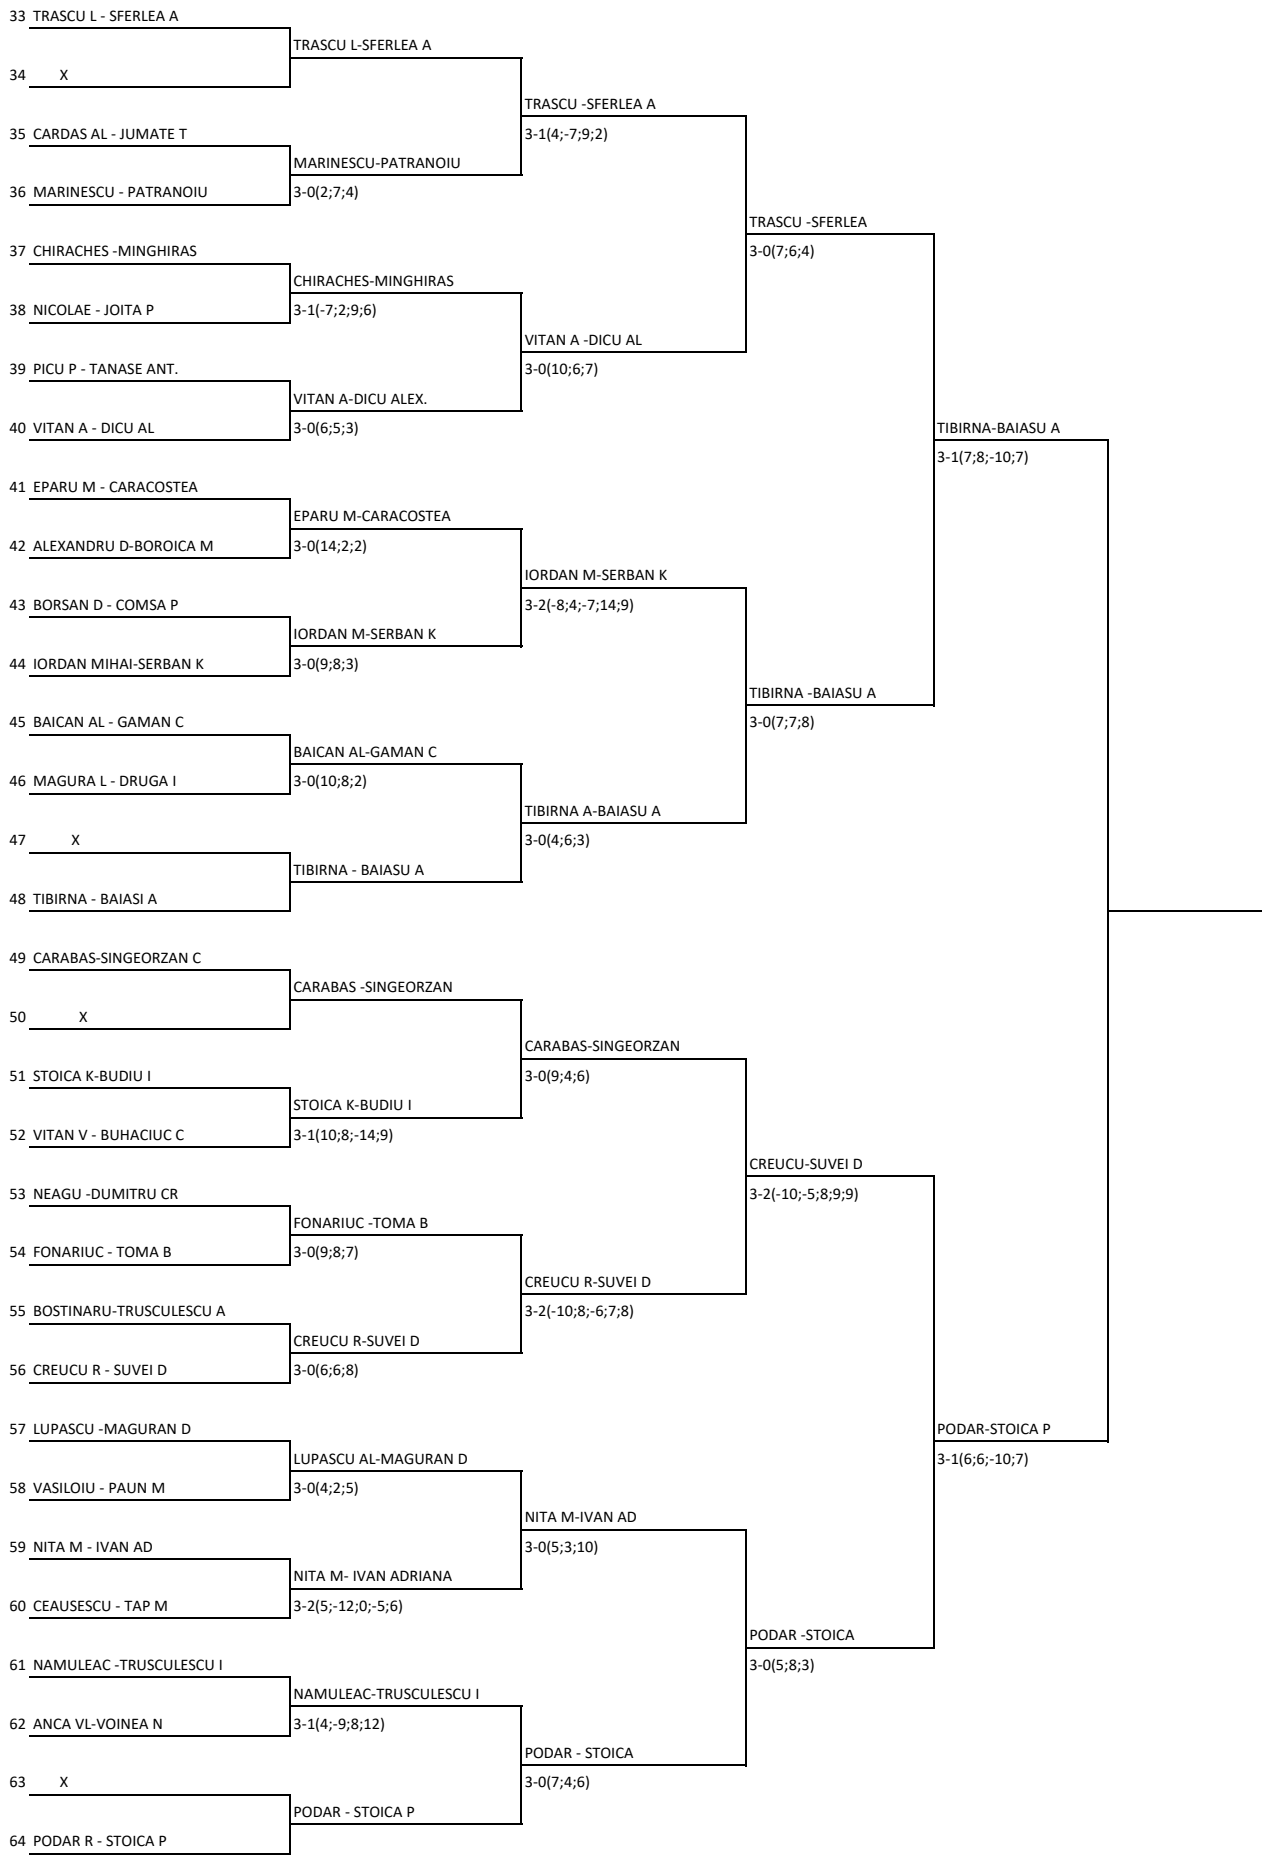 33 TRASCU L - SFERLEA A
TRASCU L-SFERLEA A
34 X
TRASCU -SFERLEA A
35 CARDAS AL - JUMATE T
3-1(4;-7;9;2)
MARINESCU-PATRANOIU
36 MARINESCU - PATRANOIU
3-0(2;7;4)
TRASCU -SFERLEA
37 CHIRACHES -MINGHIRAS
3-0(7;6;4)
CHIRACHES-MINGHIRAS
38 NICOLAE - JOITA P
3-1(-7;2;9;6)
VITAN A -DICU AL
39 PICU P - TANASE ANT.
3-0(10;6;7)
VITAN A-DICU ALEX.
40 VITAN A - DICU AL
3-0(6;5;3)
TIBIRNA-BAIASU A
3-1(7;8;-10;7)
41 EPARU M - CARACOSTEA
EPARU M-CARACOSTEA
42 ALEXANDRU D-BOROICA M
3-0(14;2;2)
IORDAN M-SERBAN K
43 BORSAN D - COMSA P
3-2(-8;4;-7;14;9)
IORDAN M-SERBAN K
44 IORDAN MIHAI-SERBAN K
3-0(9;8;3)
TIBIRNA -BAIASU A
45 BAICAN AL - GAMAN C
3-0(7;7;8)
BAICAN AL-GAMAN C
46 MAGURA L - DRUGA I
3-0(10;8;2)
TIBIRNA A-BAIASU A
47 X
3-0(4;6;3)
TIBIRNA - BAIASU A
48 TIBIRNA - BAIASI A
49 CARABAS-SINGEORZAN C
CARABAS -SINGEORZAN
50 X
CARABAS-SINGEORZAN
51 STOICA K-BUDIU I
3-0(9;4;6)
STOICA K-BUDIU I
52 VITAN V - BUHACIUC C
3-1(10;8;-14;9)
CREUCU-SUVEI D
53 NEAGU -DUMITRU CR
3-2(-10;-5;8;9;9)
FONARIUC -TOMA B
54 FONARIUC - TOMA B
3-0(9;8;7)
CREUCU R-SUVEI D
55 BOSTINARU-TRUSCULESCU A
3-2(-10;8;-6;7;8)
CREUCU R-SUVEI D
56 CREUCU R - SUVEI D
3-0(6;6;8)
57 LUPASCU -MAGURAN D
PODAR-STOICA P
LUPASCU AL-MAGURAN D
3-1(6;6;-10;7)
58 VASILOIU - PAUN M
3-0(4;2;5)
NITA M-IVAN AD
59 NITA M - IVAN AD
3-0(5;3;10)
NITA M- IVAN ADRIANA
60 CEAUSESCU - TAP M
3-2(5;-12;0;-5;6)
PODAR -STOICA
61 NAMULEAC -TRUSCULESCU I
3-0(5;8;3)
NAMULEAC-TRUSCULESCU I
62 ANCA VL-VOINEA N
3-1(4;-9;8;12)
PODAR - STOICA
63 X
3-0(7;4;6)
PODAR - STOICA P
64 PODAR R - STOICA P